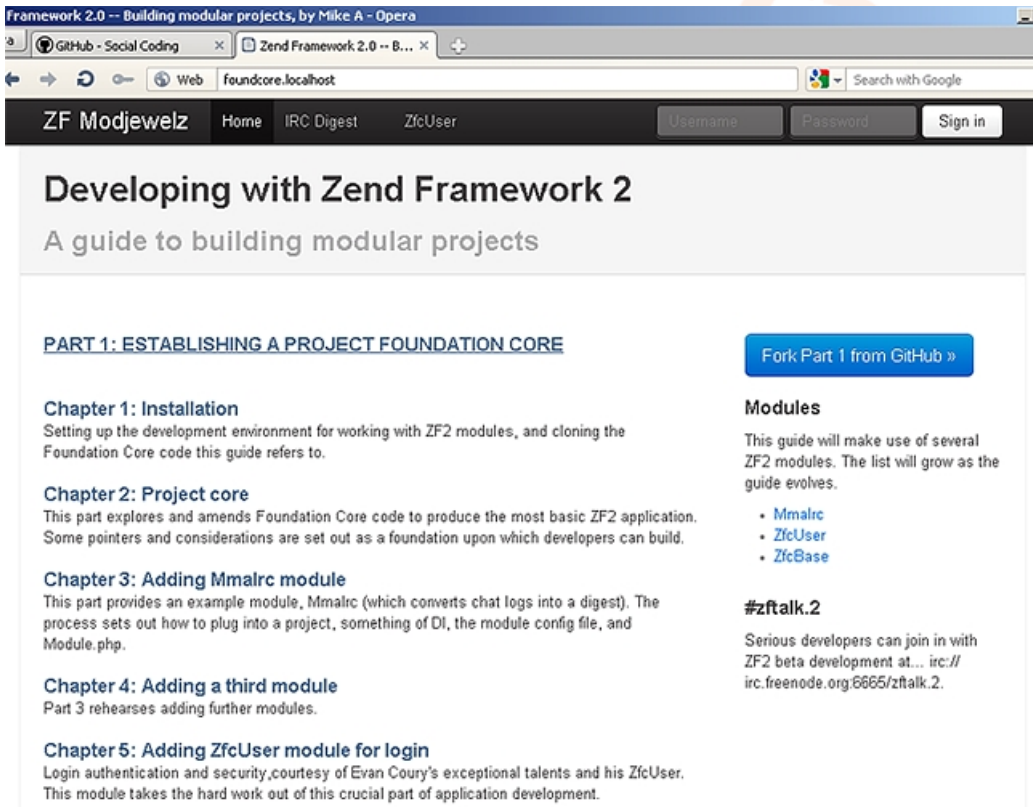 Framework 2.0 -- Building modular projects, by Mike A - Opera
GitHub - Social Coding
Zend Framework 2.0 -- B...
Web
foundcore.localhost
Search with Google
ZF Modjewelz
Home
IRC Digest
ZfcUser
Username
Password
Sign in
Developing with Zend Framework 2
A guide to building modular projects
PART 1: ESTABLISHING A PROJECT FOUNDATION CORE
Chapter 1: Installation
Setting up the development environment for working with ZF2 modules, and cloning the
Foundation Core code this guide refers to.
Chapter 2: Project core
This part explores and amends Foundation Core code to produce the most basic ZF2 application.
Some pointers and considerations are set out as a foundation upon which developers can build.
Chapter 3: Adding MmaIrc module
This part provides an example module, MmaIrc (which converts chat logs into a digest). The
process sets out how to plug into a project, something of DI, the module config file, and
Module.php.
Chapter 4: Adding a third module
Part 3 rehearses adding further modules.
Chapter 5: Adding ZfcUser module for login
Login authentication and security,courtesy of Evan Coury's exceptional talents and his ZfcUser.
This module takes the hard work out of this crucial part of application development.
Fork Part 1 from GitHub »
Modules
This guide will make use of several
ZF2 modules. The list will grow as the
guide evolves.
MmaIrc
ZfcUser
ZfcBase
#zftalk.2
Serious developers can join in with
ZF2 beta development at... irc://
irc.freenode.org:6665/zftalk.2.